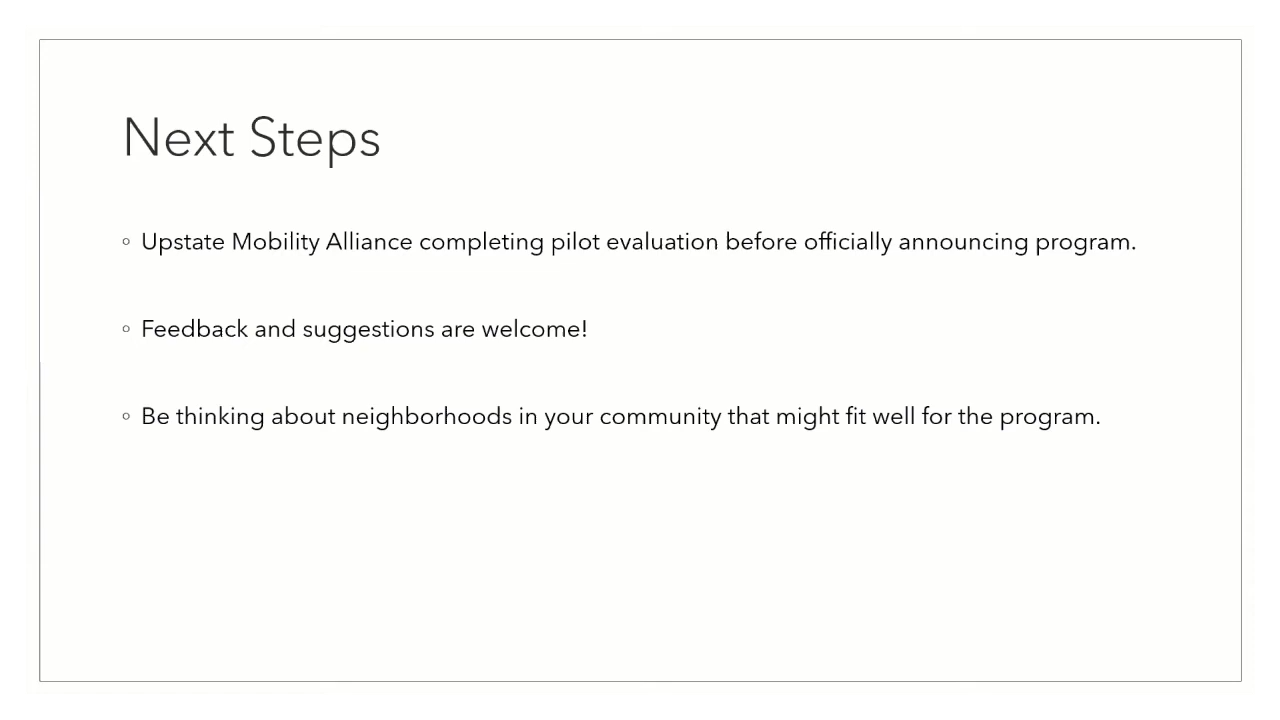 Next Steps
Upstate Mobility Alliance completing pilot evaluation before officially announcing program.
Feedback and suggestions are welcome!
Be thinking about neighborhoods in your community that might fit well for the program.